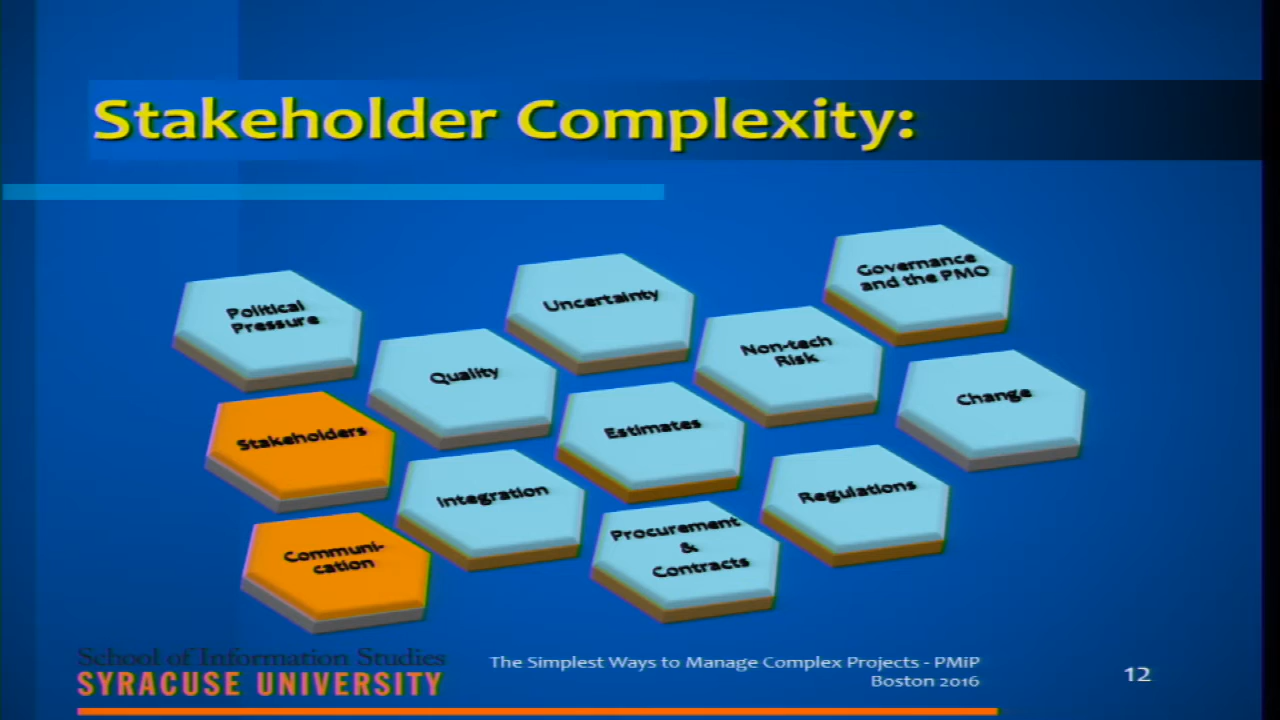 Stakeholder Complexity:
Governance
and the PMO
Uncertainty
Political
Pressure
Non-tech
Risk
Quality
Change
Estimates
Stakeholders
Integration
Regulations
Procurement
&
Contracts
Communi-
cation
School of Information Studies
SYRACUSE UNIVERSITY
The Simplest Ways to Manage Complex Projects - PMiP
Boston 2016
12